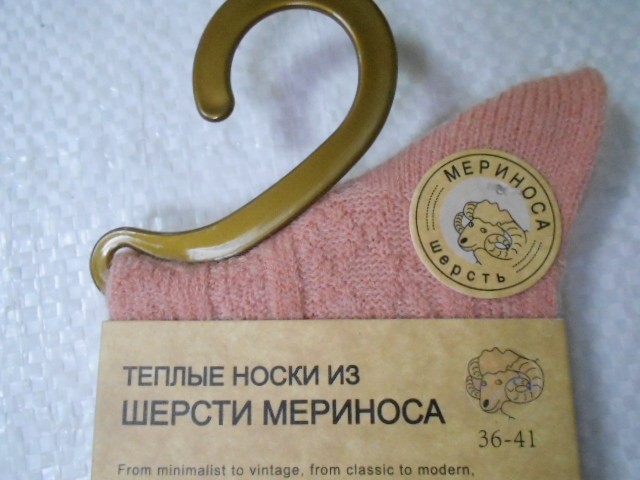 МЕРИНОСА
шерсть
ТЕПЛЫЕ НОСКИ ИЗ
ШЕРСТИ МЕРИНОСА
36-41
From minimalist to vintage, from classic to modern,